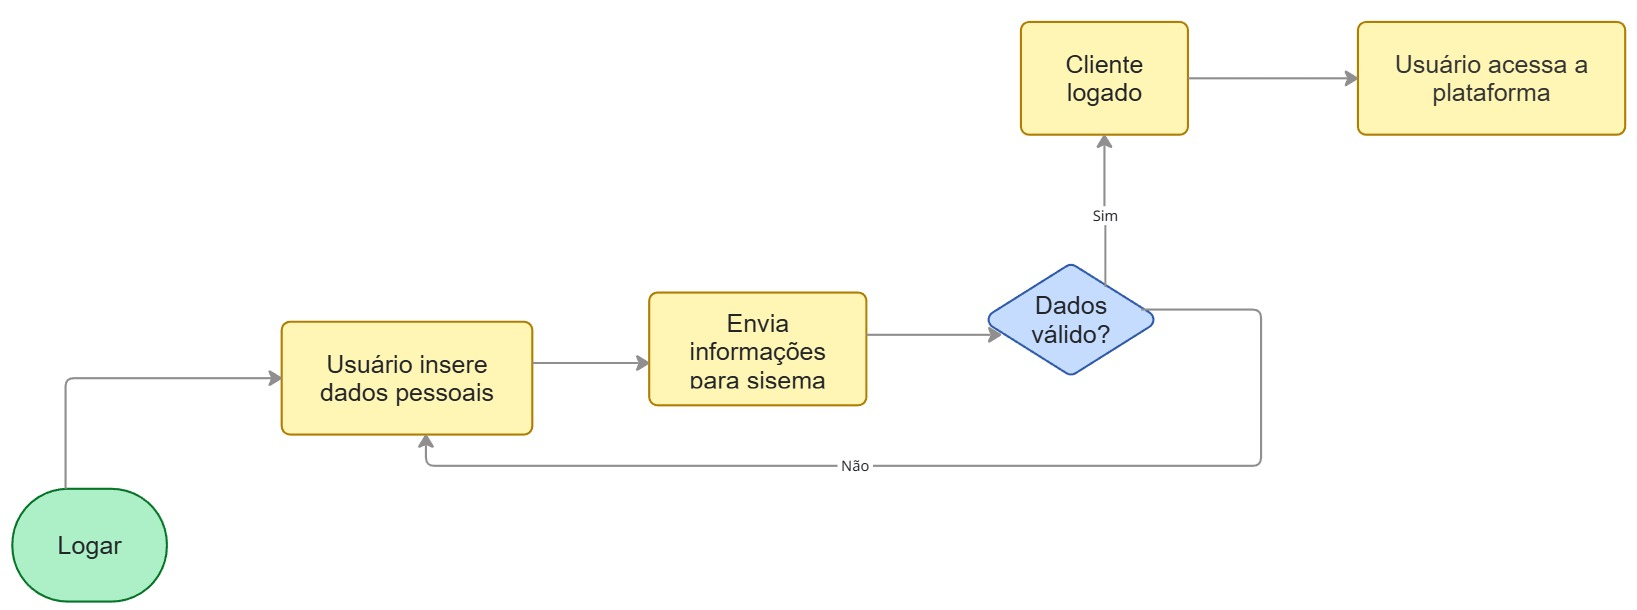 Cliente
logado
Usuário acessa a
plataforma
Sim
Dados
válido?
Envia
informações
para sisema
Usuário insere
dados pessoais
Não
Logar